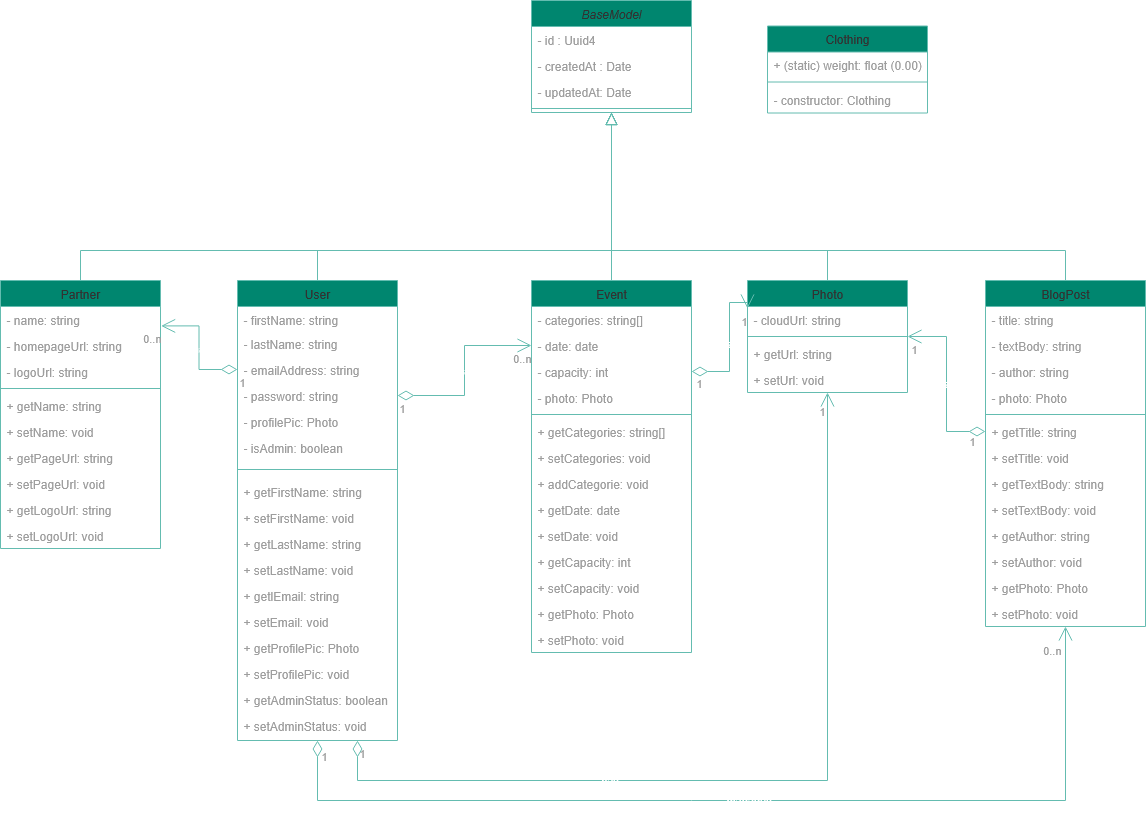 BaseModel
- id : Uuid4
- createdAt : Date
- updatedAt: Date
Clothing
+ (static) weight: float (0.00)
- constructor: Clothing
Partner
- name: string
- homepageUrl: string
- logoUrl: string
+ getName: string
+ setName: void
+ getPageUrl: string
+ setPageUrl: void
+ getLogoUrl: string
+ setLogoUrl: void
0..n
1
User
- firstName: string
- lastName: string
- emailAddress: string
- password: string
- profilePic: Photo
- isAdmin: boolean
+ getFirstName: string
+ setFirstName: void
+ getLastName: string
+ setLastName: void
+ getlEmail: string
+ setEmail: void
+ getProfilePic: Photo
+ setProfilePic: void
+ getAdminStatus: boolean
+ setAdminStatus: void
1
0..n
1
1
Event
- categories: string[]
- date: date
- capacity: int
- photo: Photo
+ getCategories: string[]
+ setCategories: void
+ addCategorie: void
+ getDate: date
+ setDate: void
+ getCapacity: int
+ setCapacity: void
+ getPhoto: Photo
+ setPhoto: void
1
1
Photo
- cloudUrl: string
+ getUrl: string
+ setUrl: void
1
1
1
BlogPost
- title: string
- textBody: string
- author: string
- photo: Photo
+ getTitle: string
+ setTitle: void
+ getTextBody: string
+ setTextBody: void
+ getAuthor: string
+ setAuthor: void
+ getPhoto: Photo
+ setPhoto: void
0..n